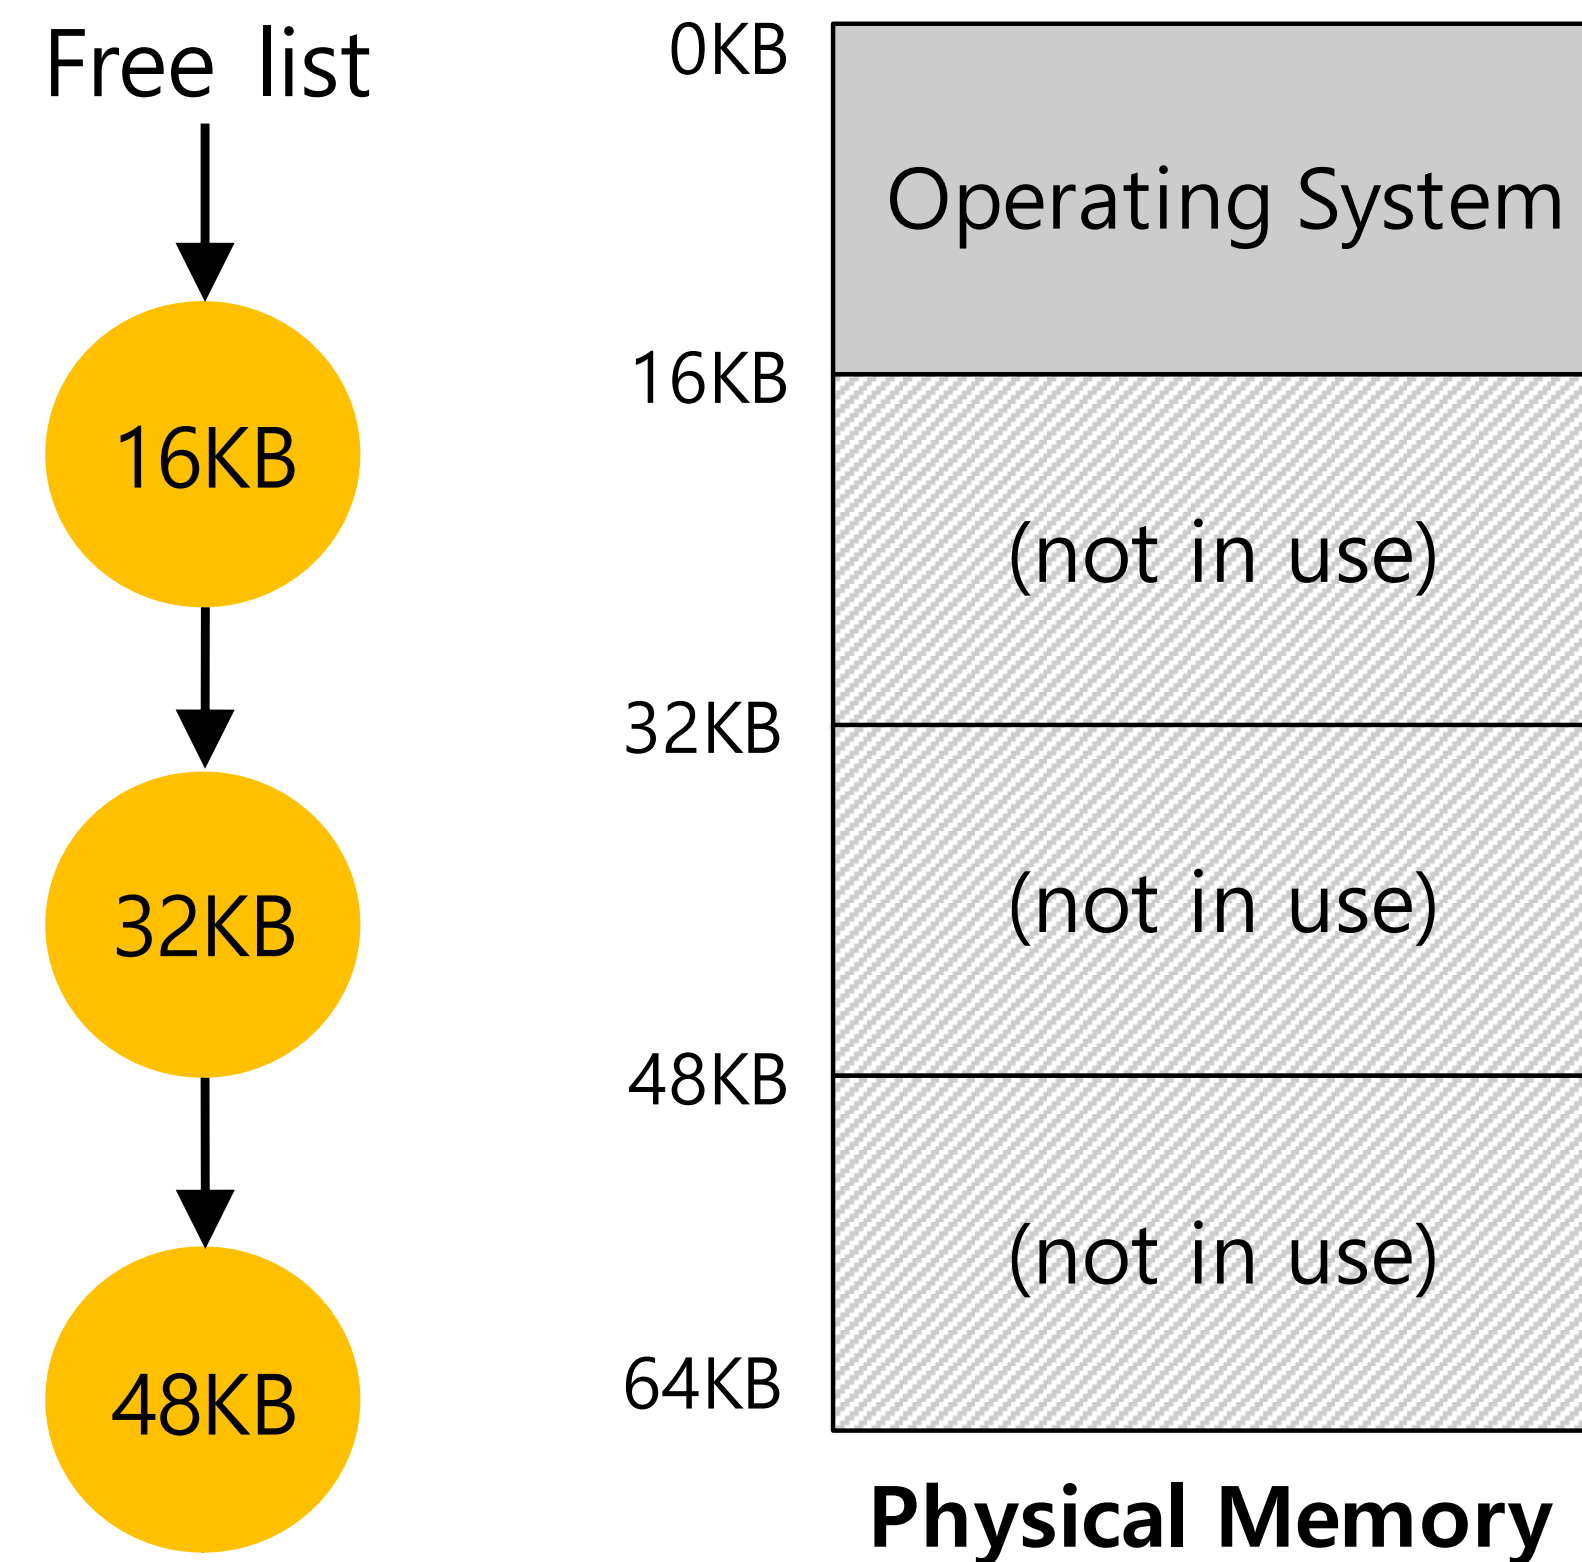 Free list
16KB
32KB
48KB
0KB
Operating System
16KB
(not in use)
32KB
(not in use)
48KB
(not in use)
64KB
Physical Memory